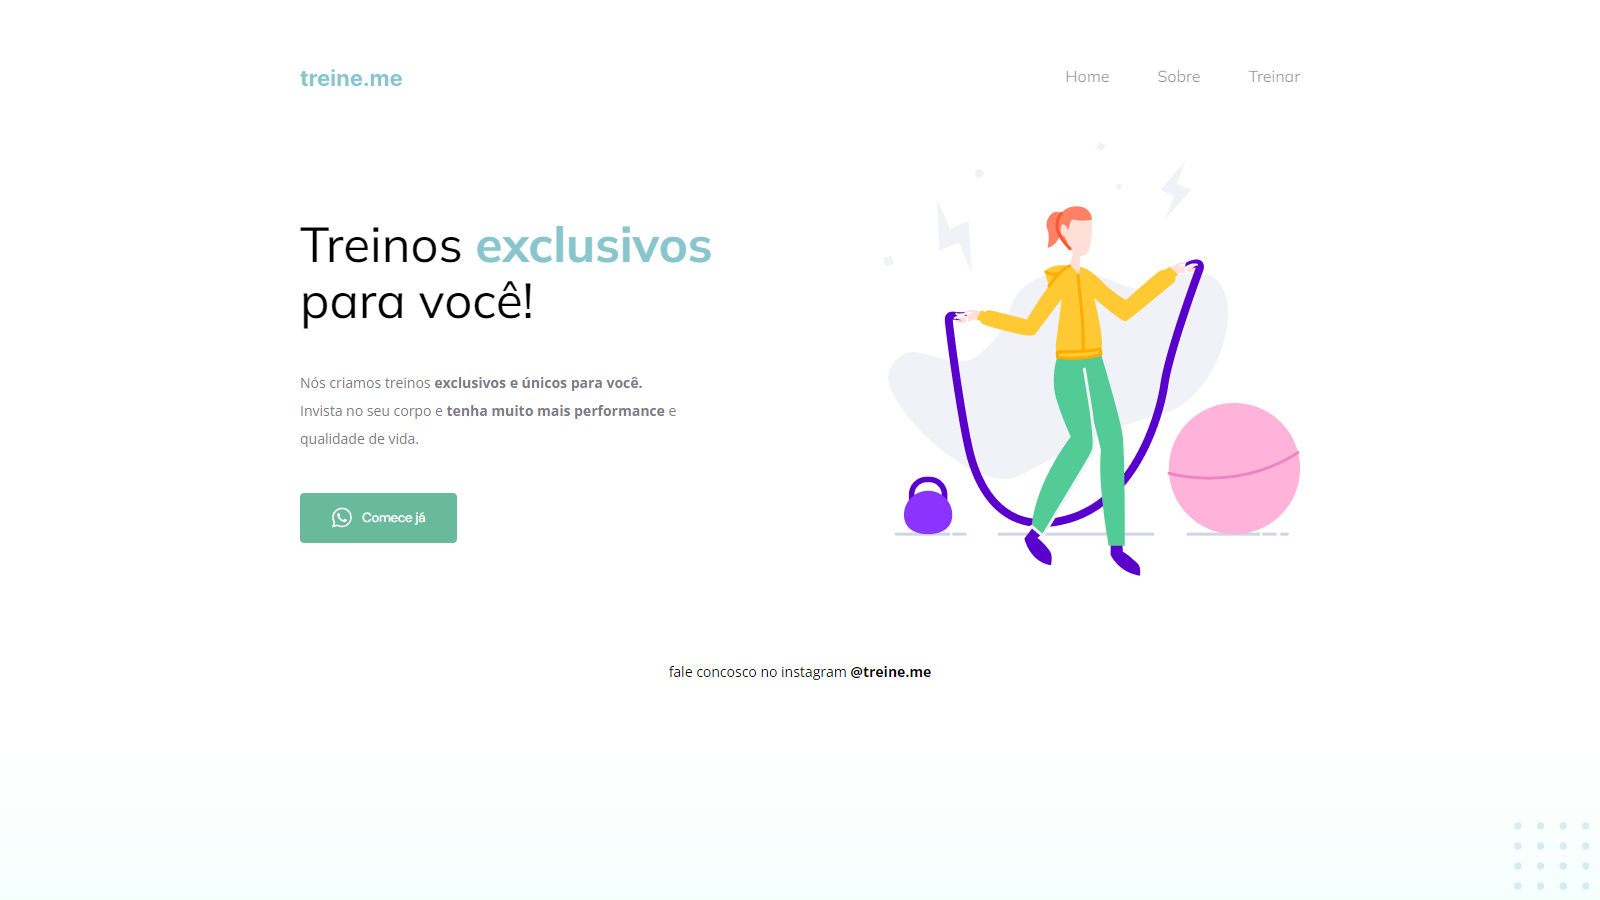 treine.me
Home Sobre Treinar
Treinos exclusivos
para você!
Nós criamos treinos exclusivos e únicos para você.
Invista no seu corpo e tenha muito mais performance e
qualidade de vida.
Comece já
fale concosco no instagram @treine.me